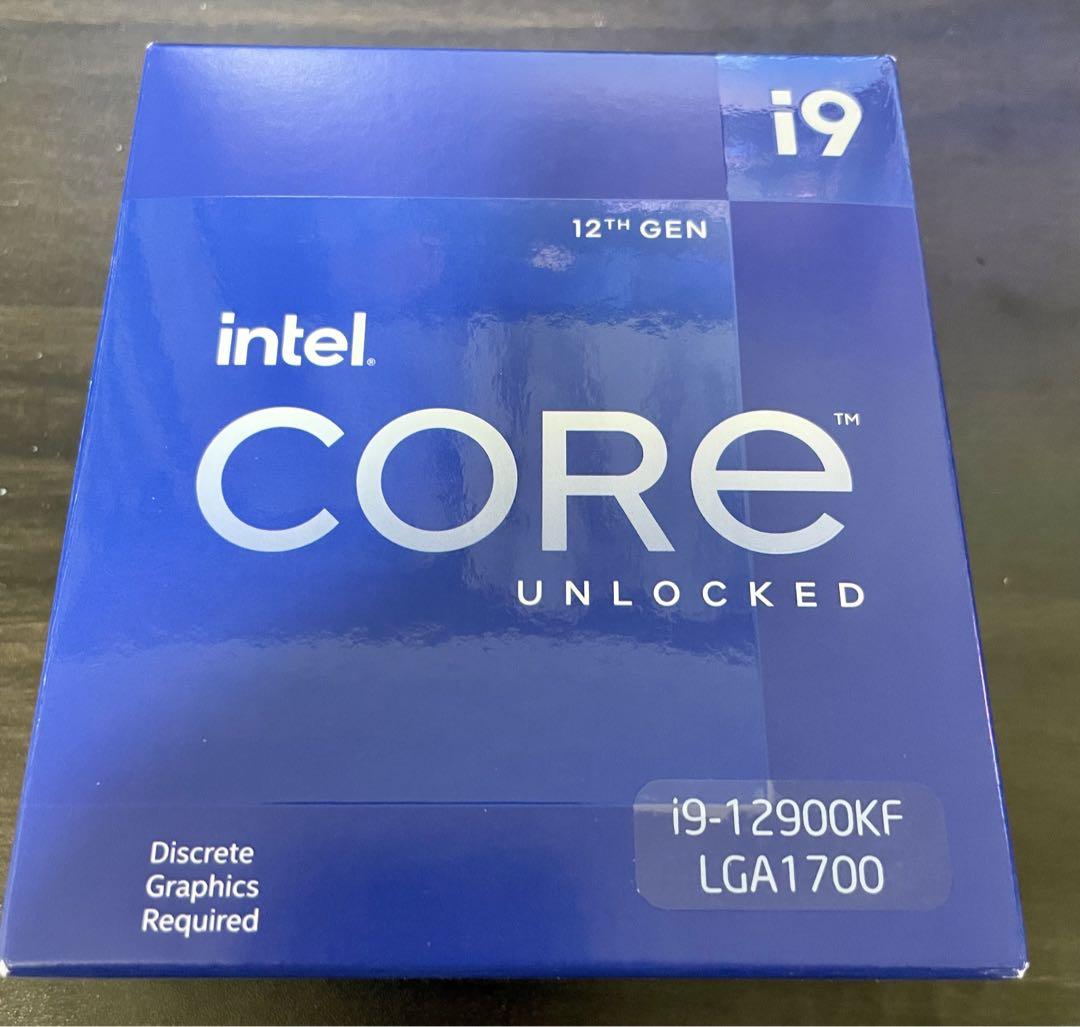 i9
12TH GEN
intel®
CORe™
UNLOCKED
i9-12900KF
LGA1700
Discrete
Graphics
Required